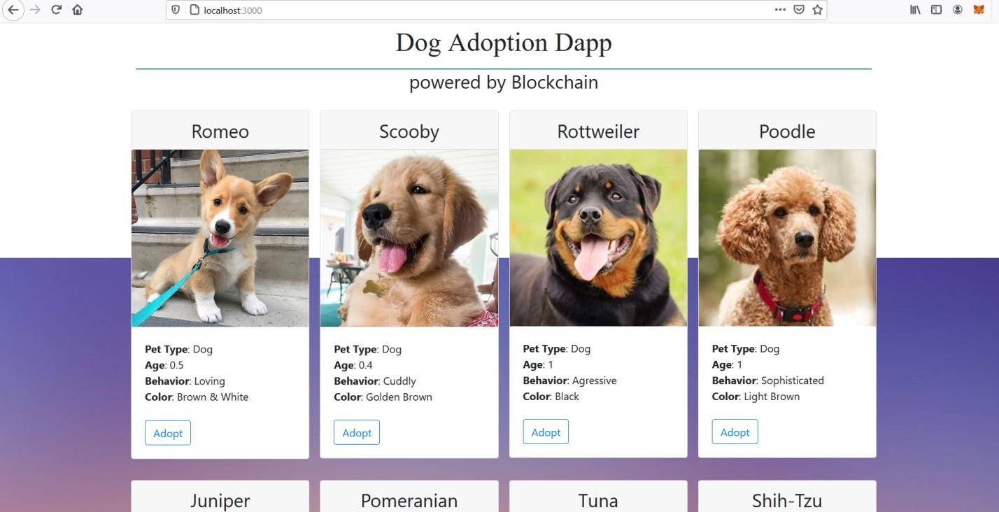 localhost:3000
Dog Adoption Dapp
powered by Blockchain
Romeo
Pet Type: Dog
Age: 0.5
Behavior: Loving
Color: Brown & White
Adopt
Scooby
Pet Type: Dog
Age: 0.4
Behavior: Cuddly
Color: Golden Brown
Adopt
Rottweiler
Pet Type: Dog
Age: 1
Behavior: Agressive
Color: Black
Adopt
Poodle
Pet Type: Dog
Age: 1
Behavior: Sophisticated
Color: Light Brown
Adopt
Juniper
Pomeranian
Tuna
Shih-Tzu